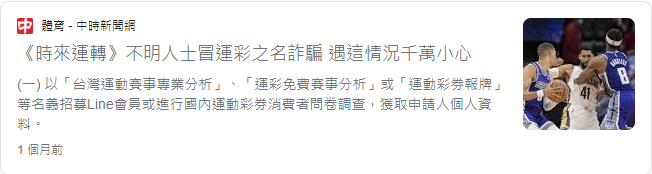 體育 - 中時新聞網
《時來運轉》不明人士冒運彩之名詐騙 遇這情況千萬小心
(一) 以「台灣運動賽事專業分析」、「運彩免費賽事分析」或「運動彩券報牌」
等名義招募Line會員或進行國內運動彩券消費者問卷調查，獲取申請人個人資
料。
1 個月前
41
8